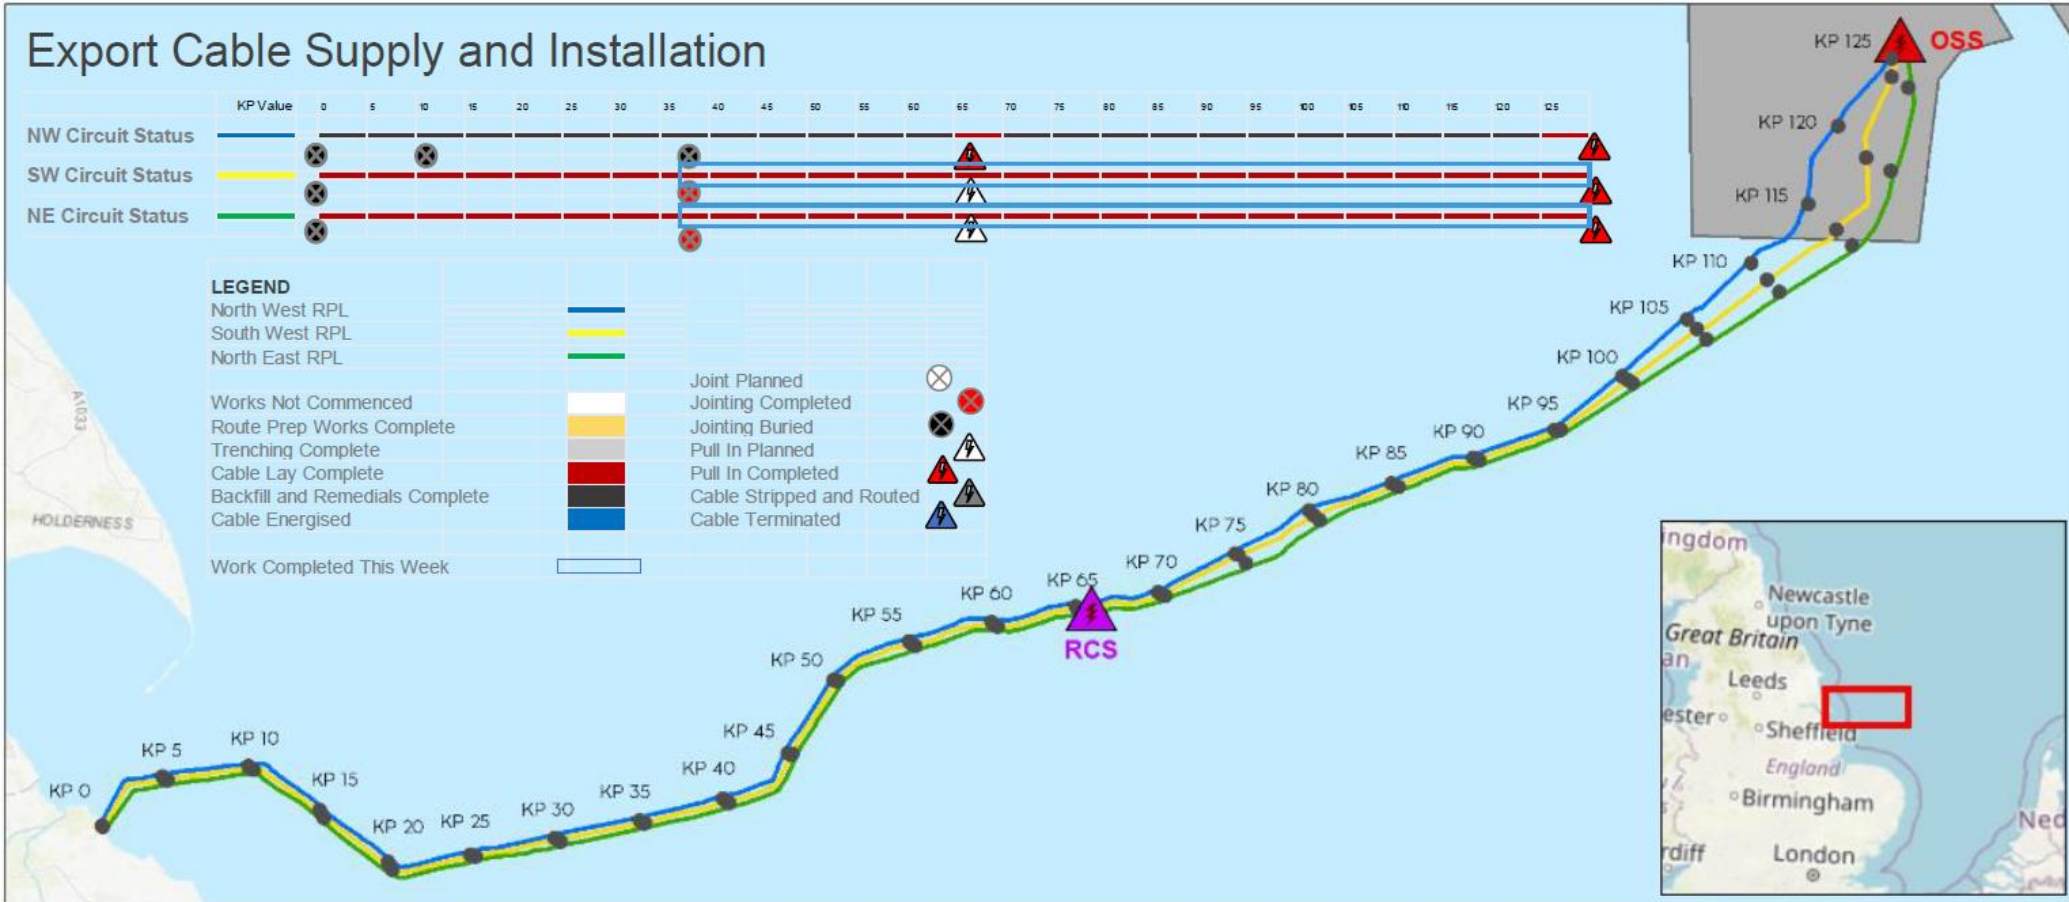 Export Cable Supply and Installation
KP Value 0 5 10 15 20 25 30 35 40 45 50 55 60 65 70 75 80 85 90 95 100 105 110 115 120 125
NW Circuit Status
SW Circuit Status
NE Circuit Status
LEGEND
North West RPL
South West RPL
North East RPL
Joint Planned
Works Not Commenced Jointing Completed
Route Prep Works Complete Jointing Buried
Trenching Complete Pull In Planned
Cable Lay Complete Pull In Completed
Backfill and Remedials Complete Cable Stripped and Routed
Cable Energised Cable Terminated
Work Completed This Week
A1033
HOLDERNESS
KP 0
KP 5
KP 10
KP 15
KP 20
KP 25
KP 30
KP 35
KP 40
KP 45
KP 50
KP 55
KP 60
KP 65
RCS
KP 70
KP 75
KP 80
KP 85
KP 90
KP 95
KP 100
KP 105
KP 110
KP 115
KP 120
KP 125
OSS
ingdom
Newcastle
upon Tyne
Great Britain
an
Leeds
ester
Sheffield
England
Birmingham
Ned
rdiff
London